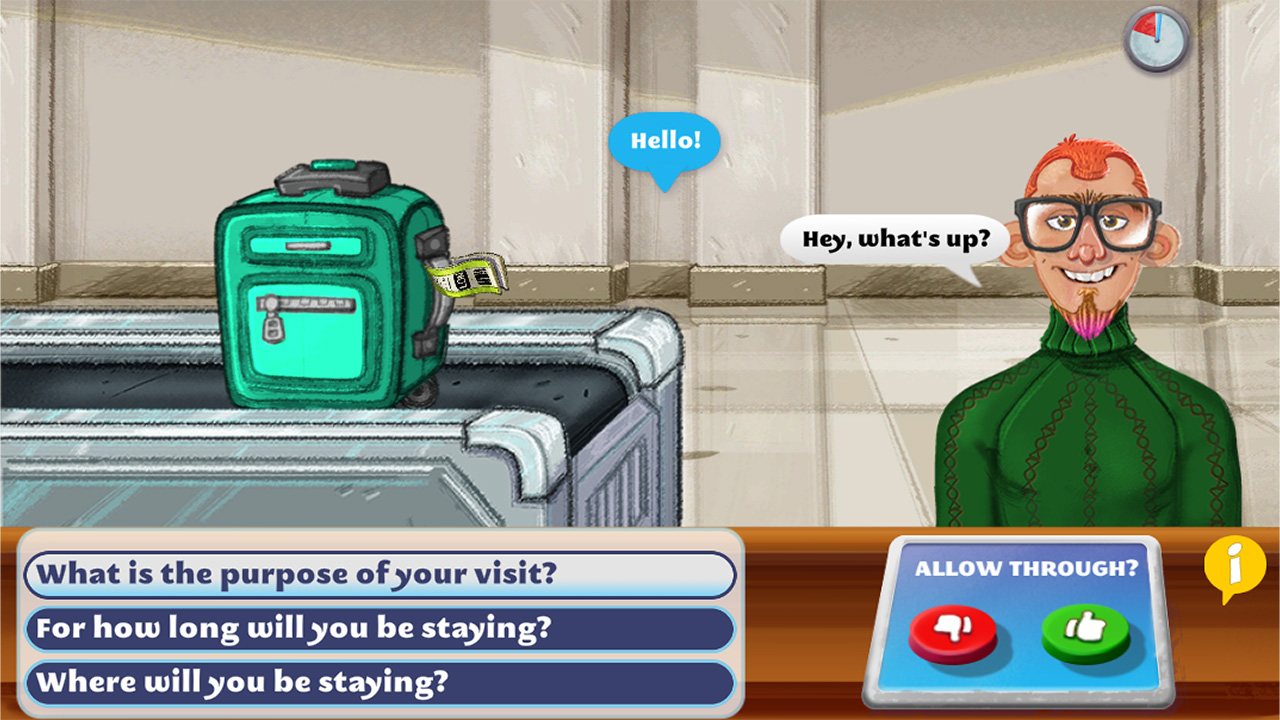 Hello!
Hey, what's up?
What is the purpose of your visit?
For how long will you be staying?
Where will you be staying?
ALLOW THROUGH?
i